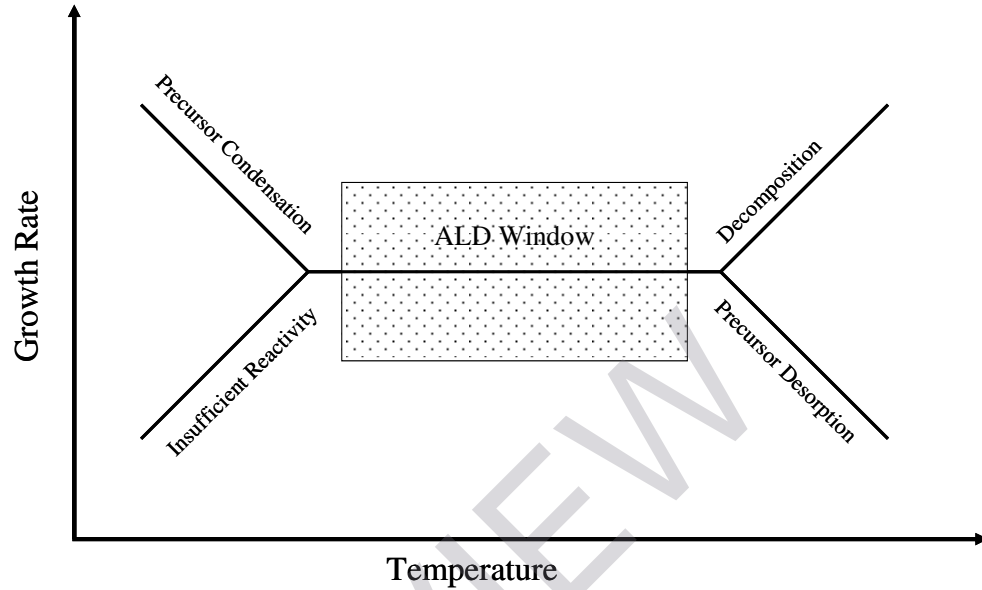 Precursor Condensation
Decomposition
ALD Window
Growth Rate
Insufficient Reactivity
Precursor Desorption
Temperature